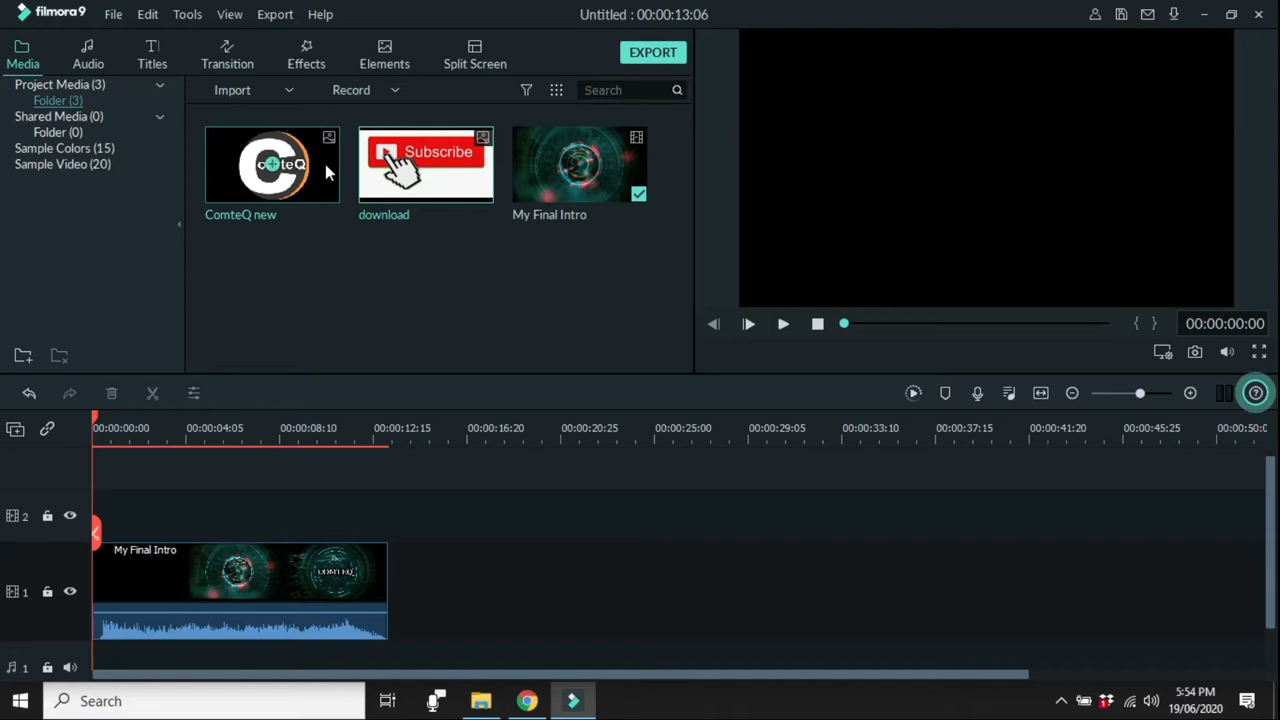 filmora9 File Edit View Tools Export Help Untitled : 00:00:13:06
Media Audio Titles Transition Effects Elements Split Screen EXPORT
Project Media (3)
Folder (3)
Shared Media (0)
Folder (0)
Sample Colors (15)
Sample Video (20)
Import Record Search
C omteQ
Subscribe
ComteQ new download My Final Intro
{ } 00:00:00:00
00:00:00:00 00:00:04:05 00:00:08:10 00:00:12:15 00:00:16:20 00:00:20:25 00:00:25:00 00:00:29:05 00:00:33:10 00:00:37:15 00:00:41:20 00:00:45:25 00:00:50:0
2
My Final Intro
COMTEQ
1
1
Search
5:54 PM
19/06/2020